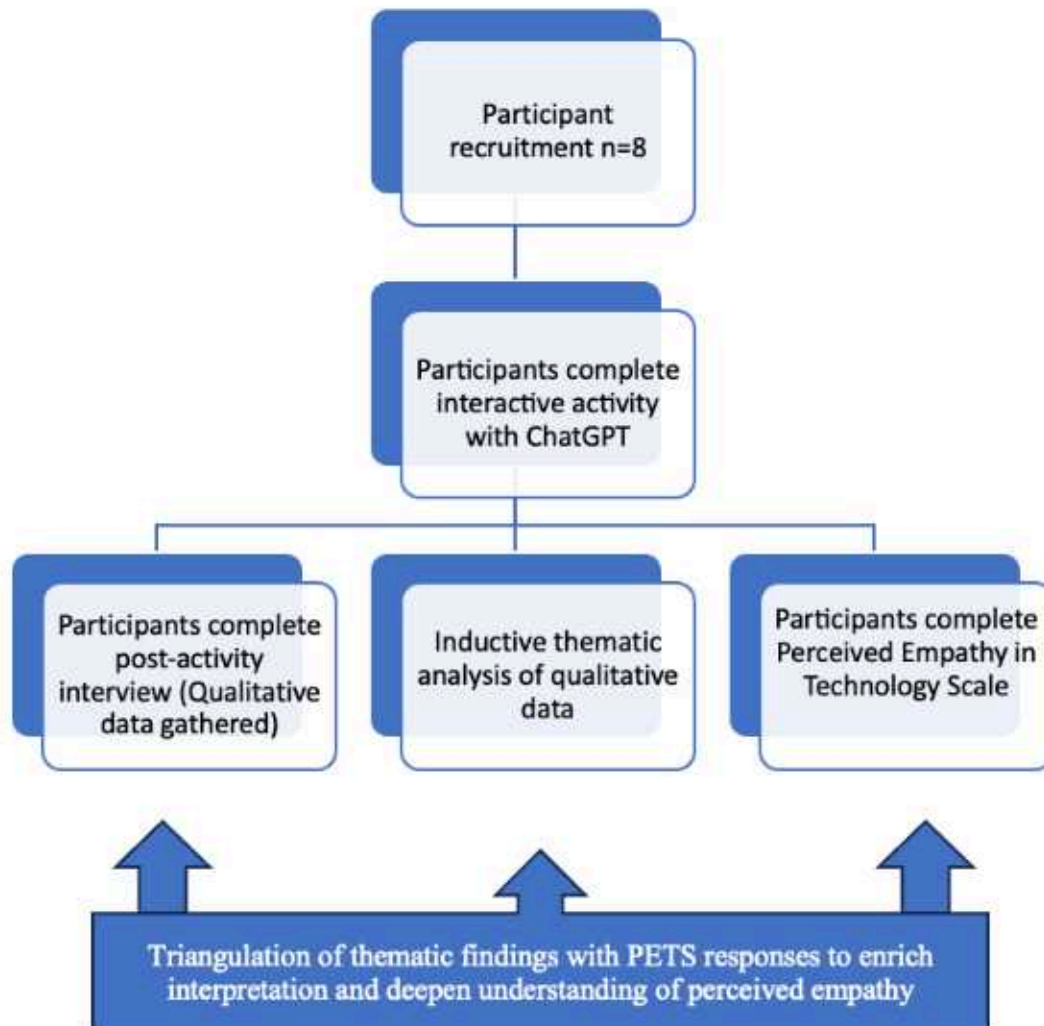 Participant
recruitment n=8
Participants complete
interactive activity
with ChatGPT
Participants complete
post-activity
interview (Qualitative
data gathered)
Inductive thematic
analysis of qualitative
data
Participants complete
Perceived Empathy in
Technology Scale
Triangulation of thematic findings with PETS responses to enrich
interpretation and deepen understanding of perceived empathy